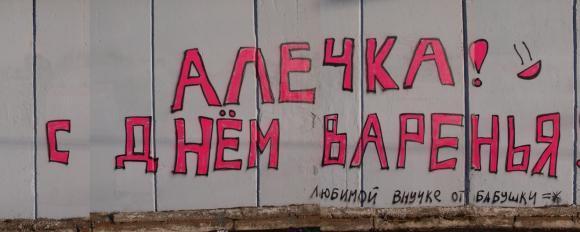 АЛЕЧКА!
С ДНЁМ ВАРЕНЬЯ.
ЛЮБИМОЙ ВНУЧКЕ ОТ БАБУШКИ =*